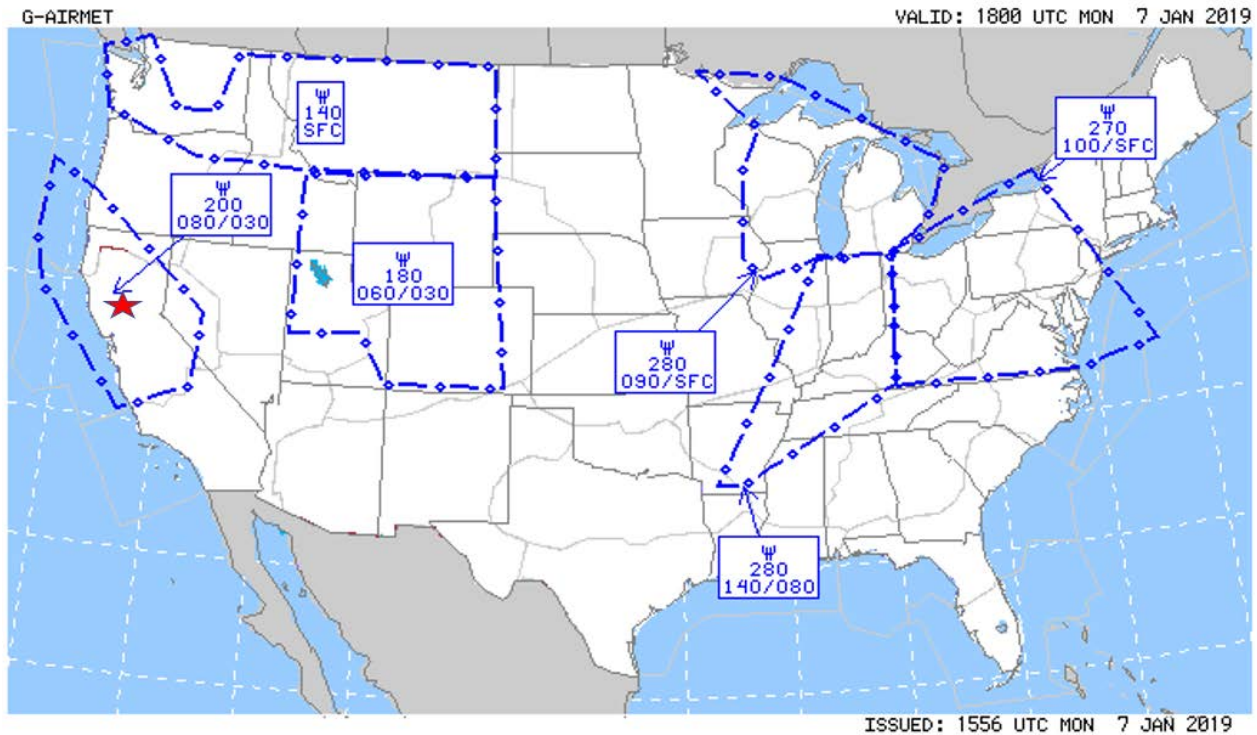 G-AIRMET
VALID: 1800 UTC MON 7 JAN 2019
140
SFC
270
100/SFC
200
080/030
180
060/030
280
090/SFC
280
140/080
ISSUED: 1556 UTC MON 7 JAN 2019